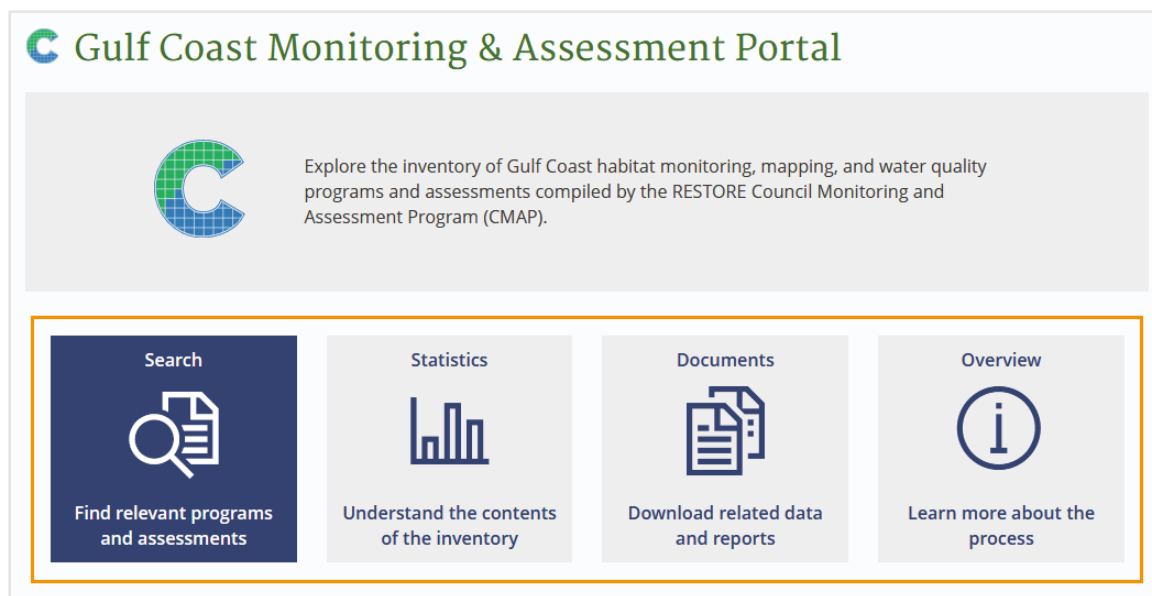 Gulf Coast Monitoring & Assessment Portal
Explore the inventory of Gulf Coast habitat monitoring, mapping, and water quality
programs and assessments compiled by the RESTORE Council Monitoring and
Assessment Program (CMAP).
Search
Find relevant programs
and assessments
Statistics
Understand the contents
of the inventory
Documents
Download related data
and reports
Overview
Learn more about the
process